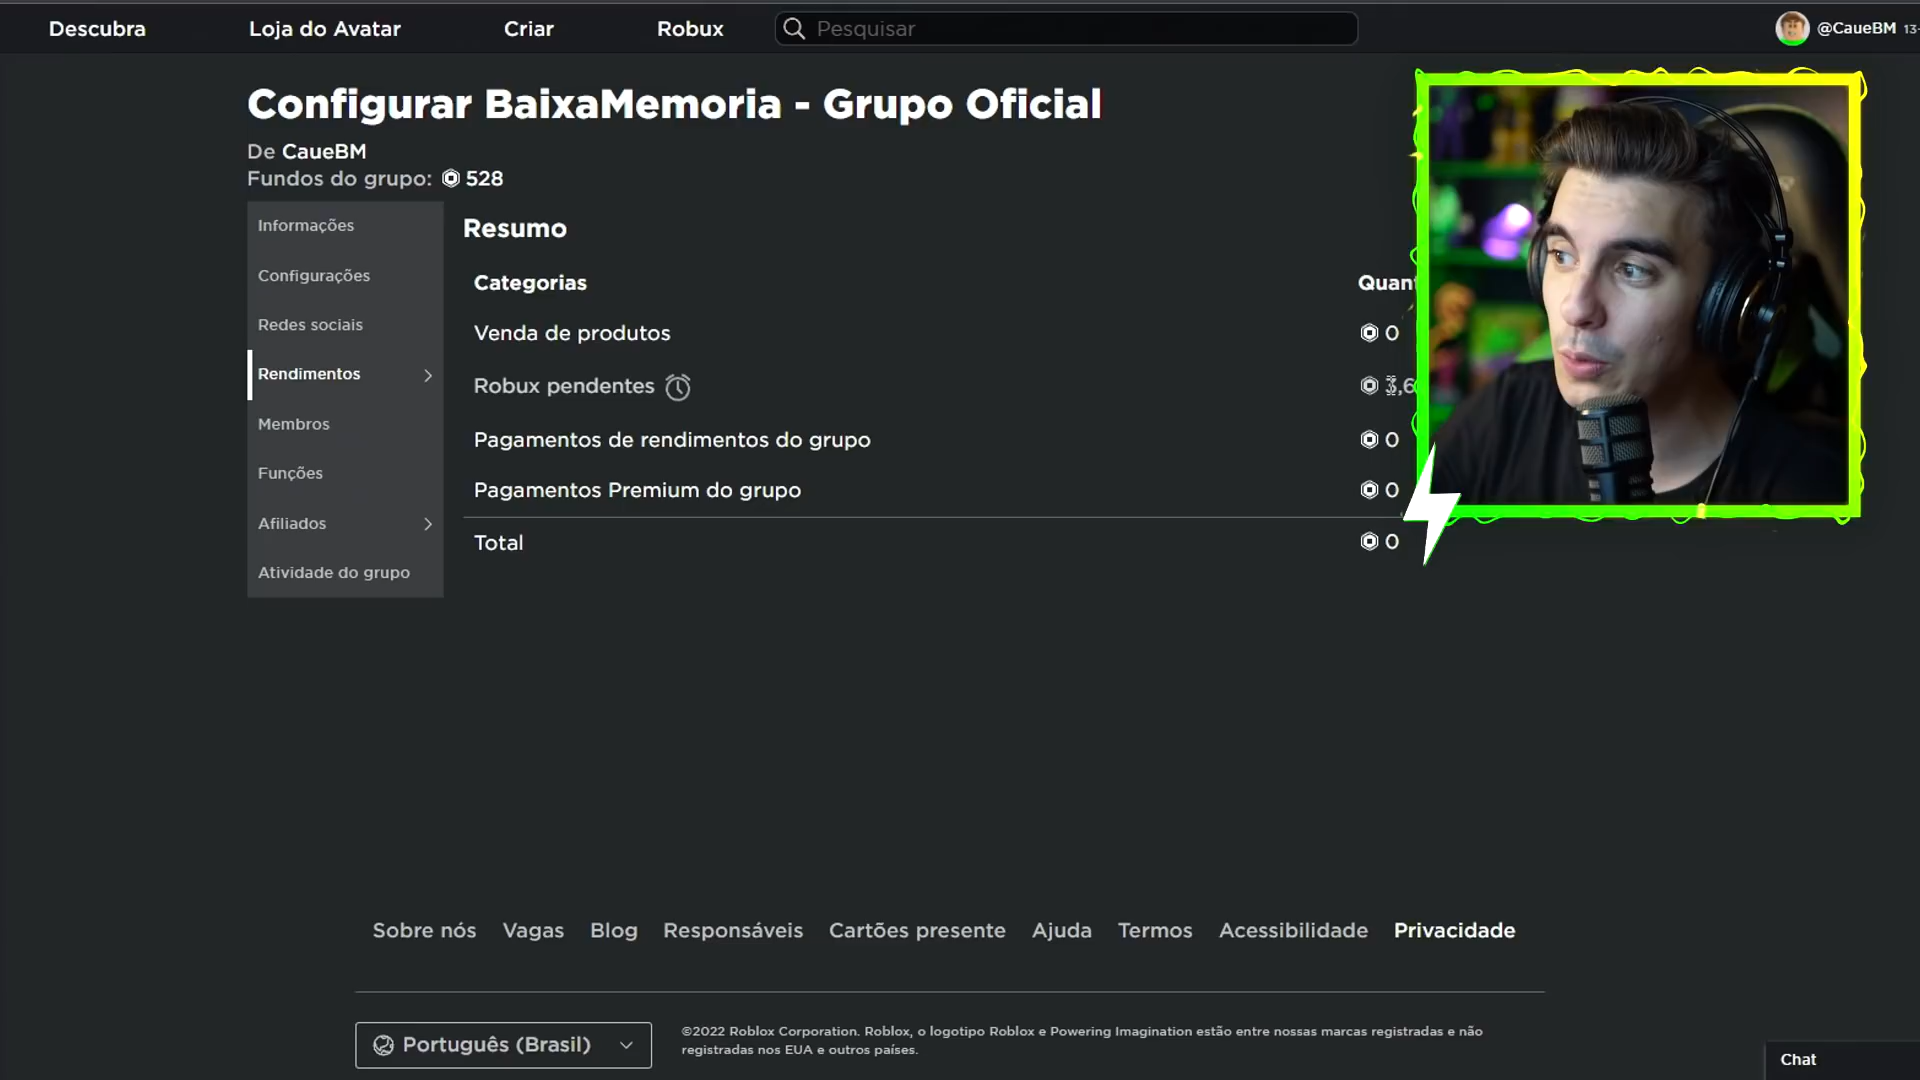 Descubra
Loja do Avatar
Criar
Robux
Pesquisar
@CaueBM
Configurar BaixaMemoria - Grupo Oficial
De CaueBM
Fundos do grupo: 528
Informações
Configurações
Redes sociais
Rendimentos
Membros
Funções
Afiliados
Atividade do grupo
Resumo
Categorias
Venda de produtos 0
Robux pendentes
Pagamentos de rendimentos do grupo 0
Pagamentos Premium do grupo 0
Total 0
Sobre nós Vagas Blog Responsáveis Cartões presente Ajuda Termos Acessibilidade Privacidade
Português (Brasil)
©2022 Roblox Corporation. Roblox, o logotipo Roblox e Powering Imagination estão entre nossas marcas registradas e não
registradas nos EUA e outros países.
Chat